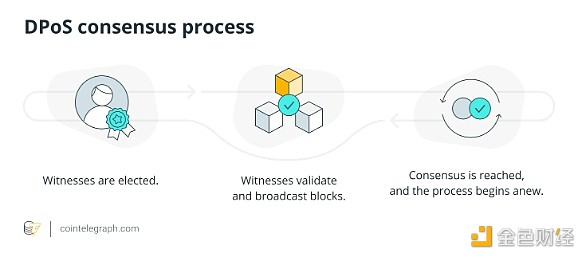 DPoS consensus process
Witnesses are elected.
Witnesses validate
and broadcast blocks.
Consensus is reached,
and the process begins anew.
cointelegraph.com
金色财经